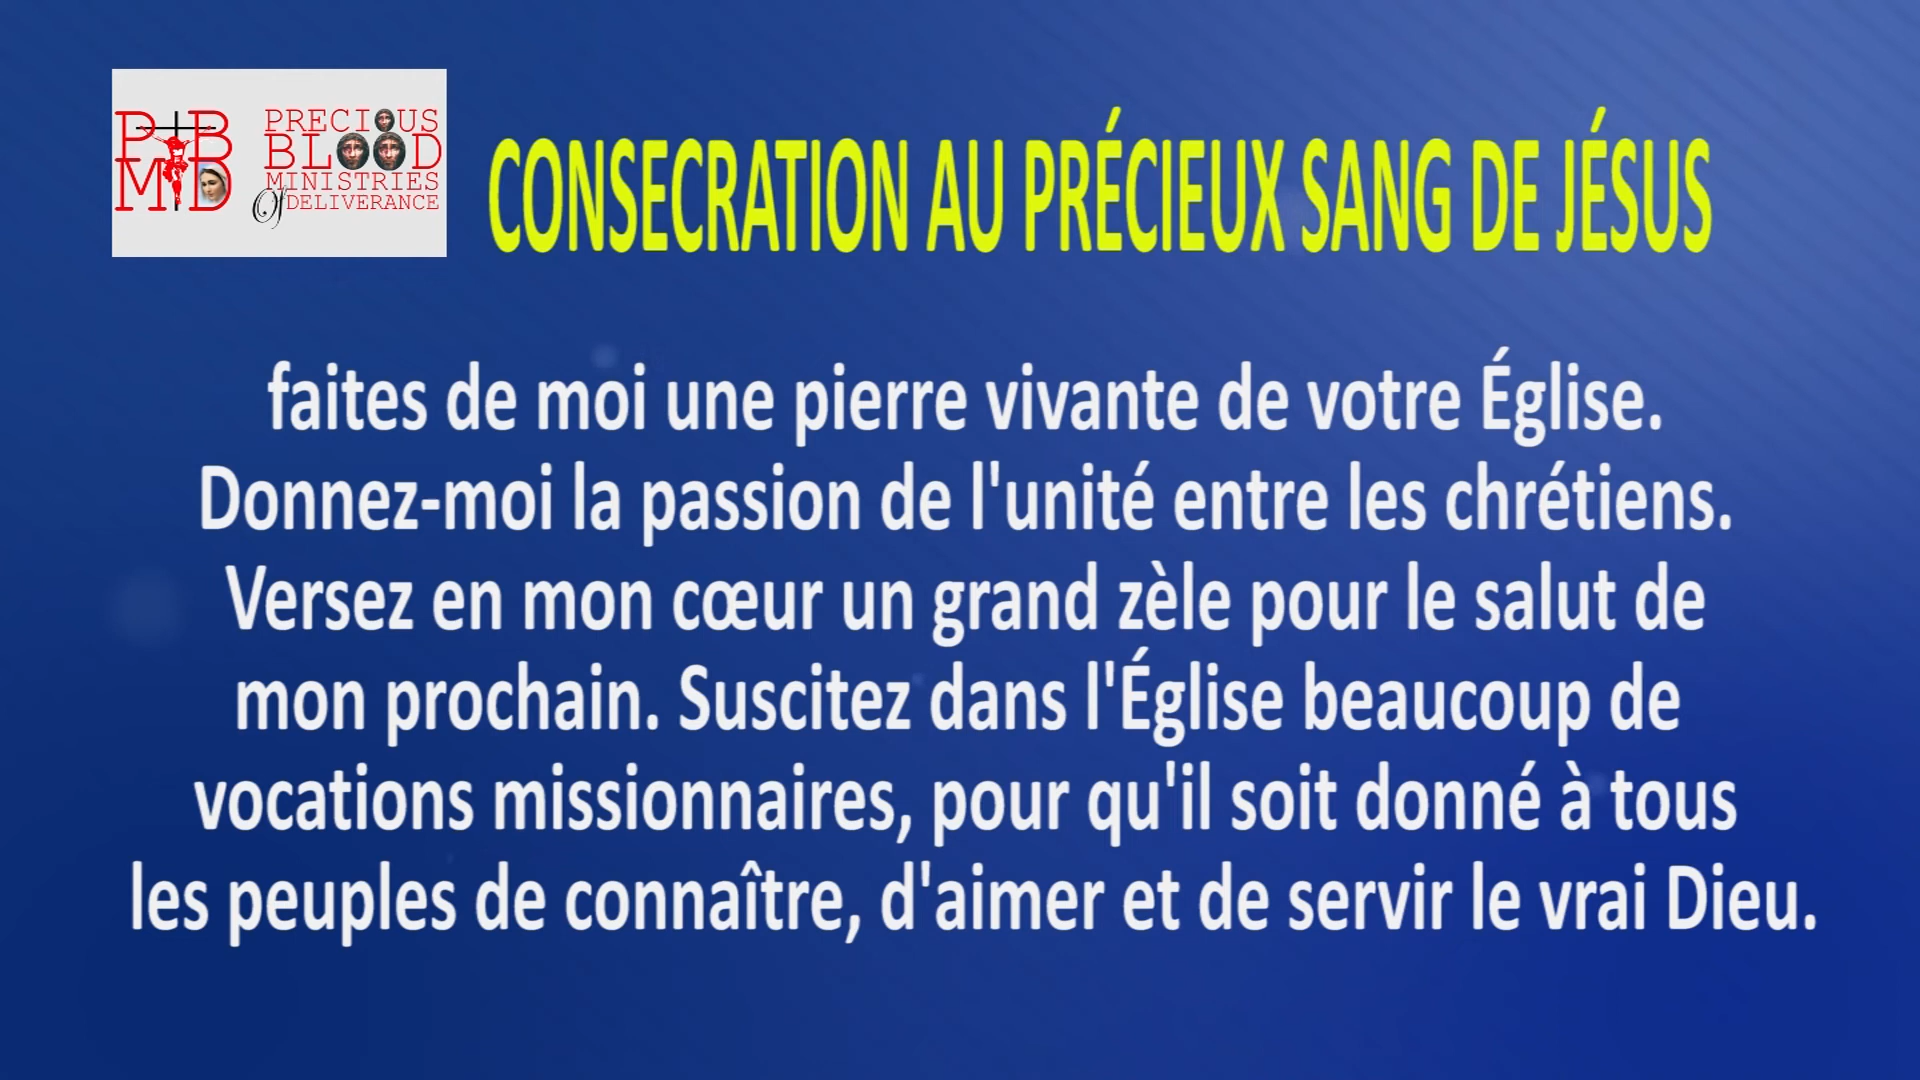 P B
M D
PRECIOUS
BLOOD
MINISTRIES
Of DELIVERANCE
CONSECRATION AU PRÉCIEUX SANG DE JÉSUS
faites de moi une pierre vivante de votre Église.
Donnez-moi la passion de l'unité entre les chrétiens.
Versez en mon cœur un grand zèle pour le salut de
mon prochain. Suscitez dans l'Église beaucoup de
vocations missionnaires, pour qu'il soit donné à tous
les peuples de connaître, d'aimer et de servir le vrai Dieu.